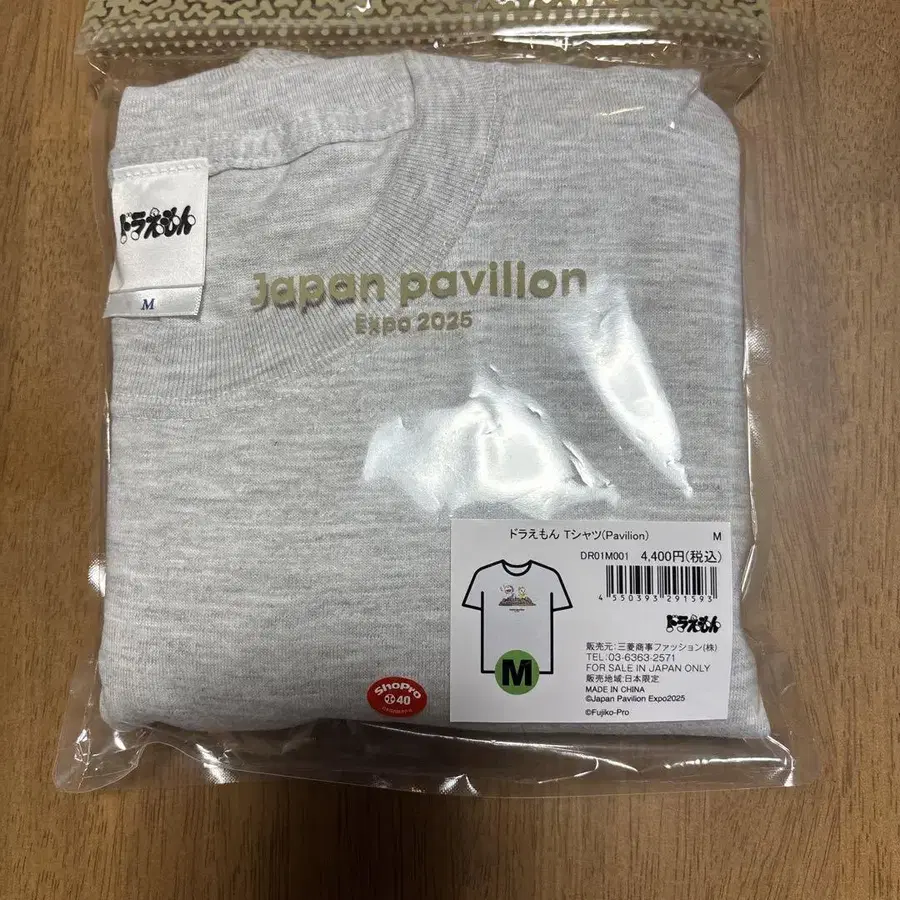 ドラえもん
M
Japan pavilion
Expo 2025
ドラえもん Tシャツ(Pavilion) M
DR01M001 4,400円(税込)
4 550393 291593
ドラえもん
M
販売元:三菱商事ファッション(株)
TEL:03-6363-2571
FOR SALE IN JAPAN ONLY
販売地域:日本限定
MADE IN CHINA
©Japan Pavilion Expo2025
©Fujiko-Pro
ShoPro
40